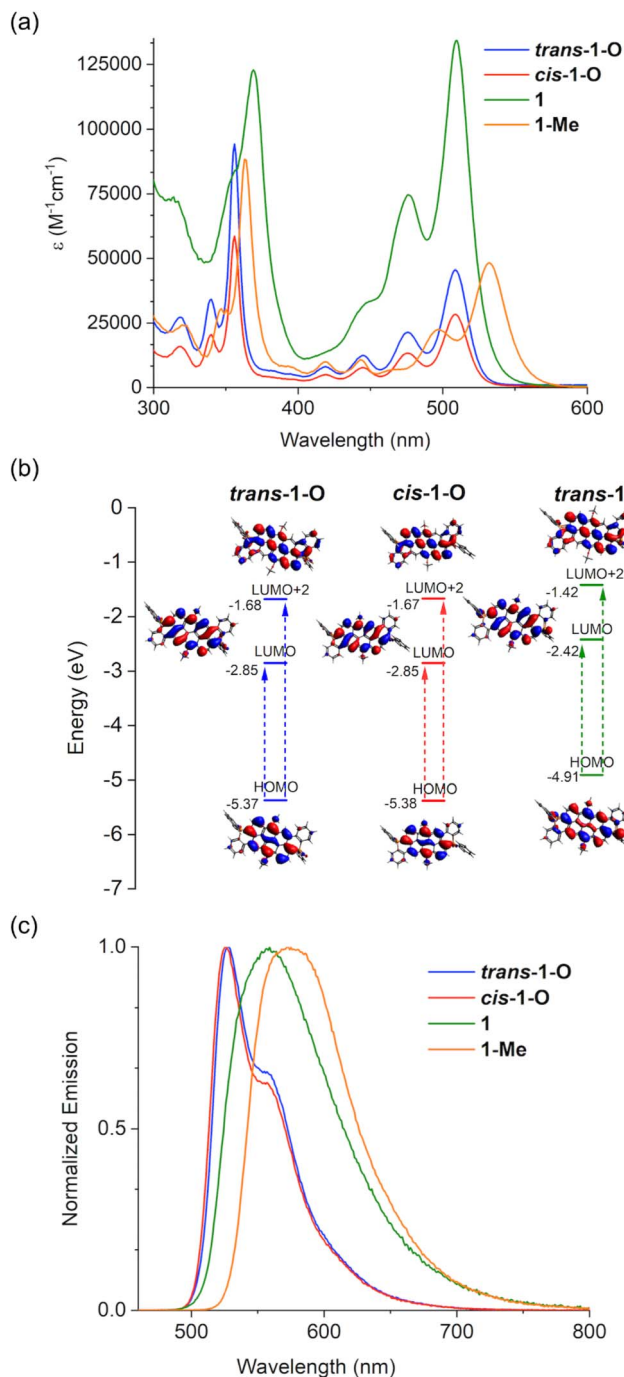 (a)
trans-1-O
cis-1-O
1
1-Me
125000
100000
75000
50000
25000
0
ε (M⁻¹cm⁻¹)
300 400 500 600
Wavelength (nm)
(b)
trans-1-O cis-1-O trans-1
0
-1
-2
-3
-4
-5
-6
-7
Energy (eV)
LUMO+2 LUMO+2 LUMO+2
-1.68 -1.67 -1.42
LUMO LUMO LUMO
-2.85 -2.85 -2.42
HOMO HOMO HOMO
-5.37 -5.38 -4.91
(c)
trans-1-O
cis-1-O
1
1-Me
1.0
0.5
0.0
Normalized Emission
500 600 700 800
Wavelength (nm)